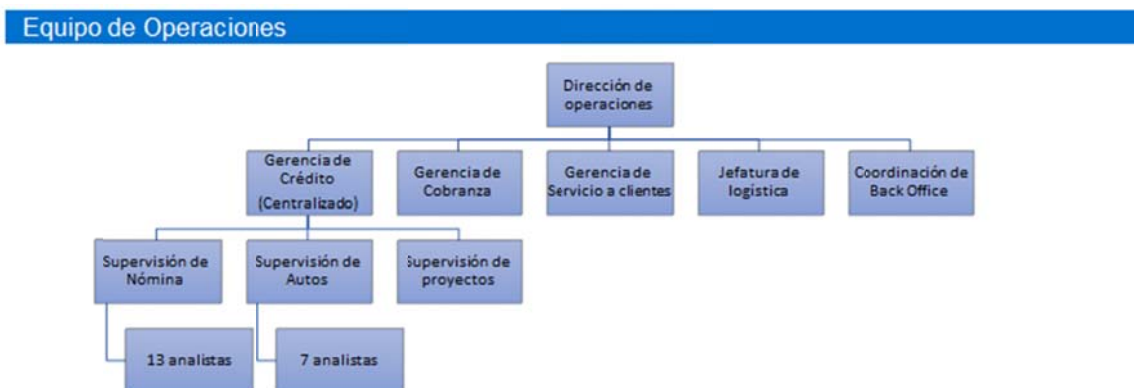 Equipo de Operaciones
Dirección de
operaciones
Gerencia de
Crédito
(Centralizado)
Gerencia de
Cobranza
Gerencia de
Servicio a clientes
Jefatura de
logística
Coordinación de
Back Office
Supervisión de
Nómina
Supervisión de
Autos
Supervisión de
proyectos
13 analistas
7 analistas